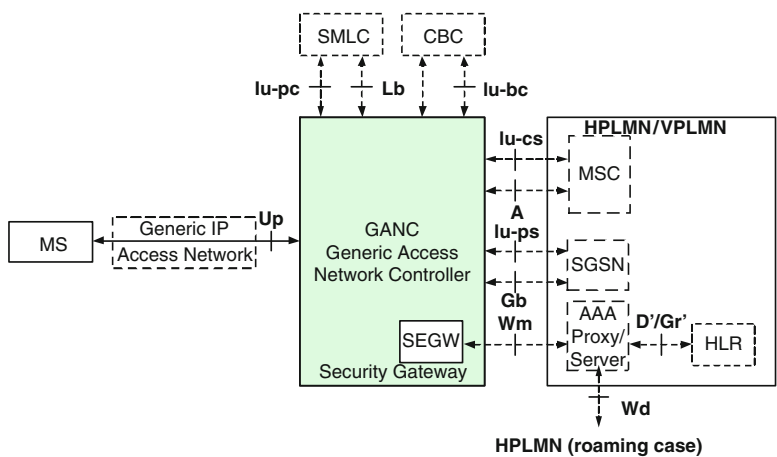 SMLC
CBC
Iu-pc
Lb
Iu-bc
HPLMN/VPLMN
Iu-cs
MSC
A
Iu-ps
SGSN
Gb
Wm
GANC
Generic Access
Network Controller
Up
Generic IP
Access Network
MS
SEGW
Security Gateway
AAA
Proxy/
Server
D'/Gr'
HLR
Wd
HPLMN (roaming case)